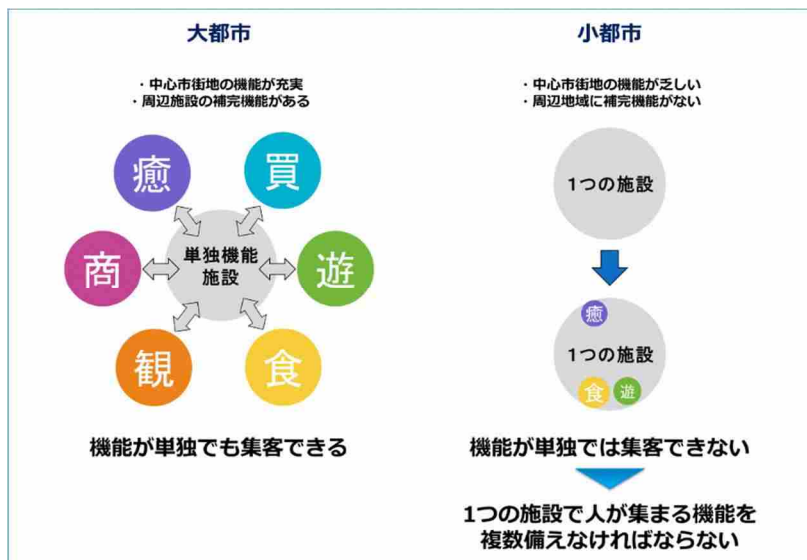 大都市
・中心市街地の機能が充実
・周辺施設の補完機能がある
癒
買
商
単独機能
施設
遊
観
食
機能が単独でも集客できる
小都市
・中心市街地の機能が乏しい
・周辺地域に補完機能がない
1つの施設
癒
1つの施設
食
遊
機能が単独では集客できない
1つの施設で人が集まる機能を
複数備えなければならない